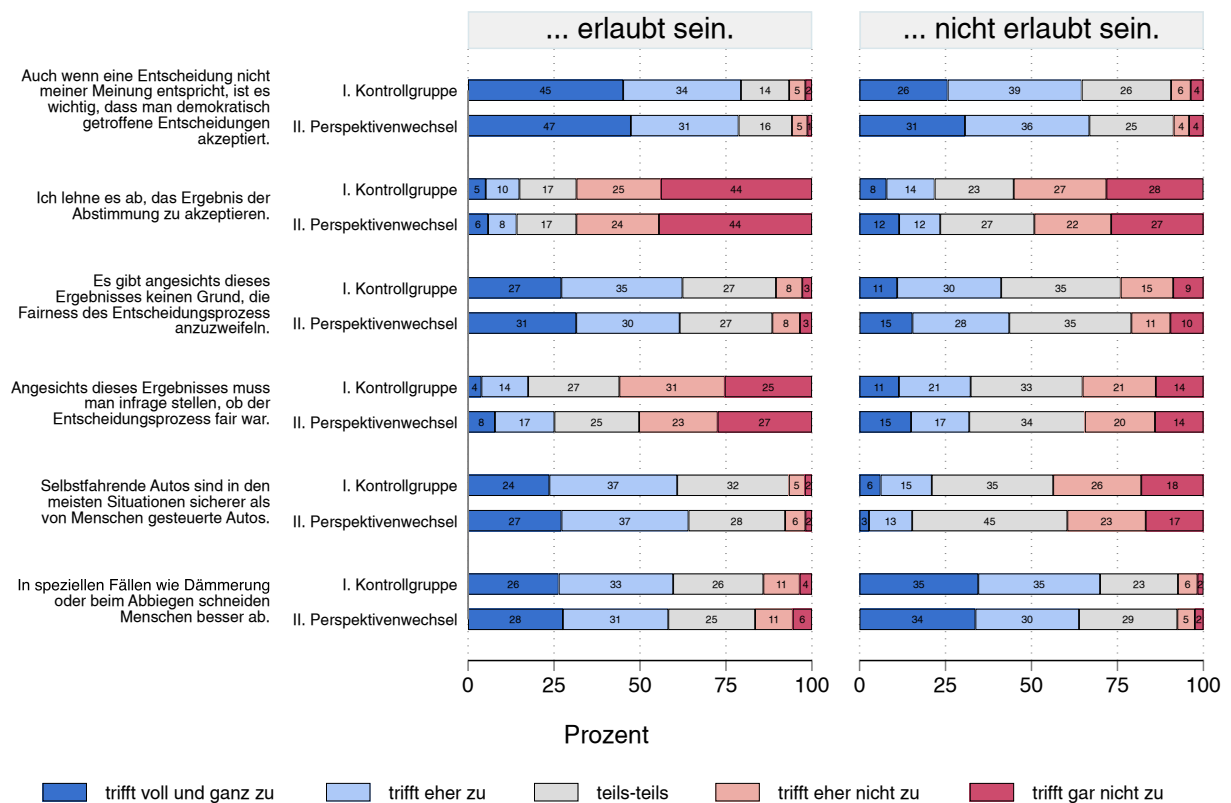 ... erlaubt sein.
... nicht erlaubt sein.
Auch wenn eine Entscheidung nicht
meiner Meinung entspricht, ist es
wichtig, dass man demokratisch
getroffene Entscheidungen
akzeptiert.
I. Kontrollgruppe
45 34 14 5 2
26 39 26 6 4
II. Perspektivenwechsel
47 31 16 5 1
31 36 25 4 4
Ich lehne es ab, das Ergebnis der
Abstimmung zu akzeptieren.
I. Kontrollgruppe
5 10 17 25 44
8 14 23 27 28
II. Perspektivenwechsel
6 8 17 24 44
12 12 27 22 27
Es gibt angesichts dieses
Ergebnisses keinen Grund, die
Fairness des Entscheidungsprozess
anzuzweifeln.
I. Kontrollgruppe
27 35 27 8 3
11 30 35 15 9
II. Perspektivenwechsel
31 30 27 8 3
15 28 35 11 10
Angesichts dieses Ergebnisses muss
man infrage stellen, ob der
Entscheidungsprozess fair war.
I. Kontrollgruppe
4 14 27 31 25
11 21 33 21 14
II. Perspektivenwechsel
8 17 25 23 27
15 17 34 20 14
Selbstfahrende Autos sind in den
meisten Situationen sicherer als
von Menschen gesteuerte Autos.
I. Kontrollgruppe
24 37 32 5 2
6 15 35 26 18
II. Perspektivenwechsel
27 37 28 6 2
3 13 45 23 17
In speziellen Fällen wie Dämmerung
oder beim Abbiegen schneiden
Menschen besser ab.
I. Kontrollgruppe
26 33 26 11 4
35 35 23 6 2
II. Perspektivenwechsel
28 31 25 11 6
34 30 29 5 2
0 25 50 75 100
0 25 50 75 100
Prozent
trifft voll und ganz zu
trifft eher zu
teils-teils
trifft eher nicht zu
trifft gar nicht zu